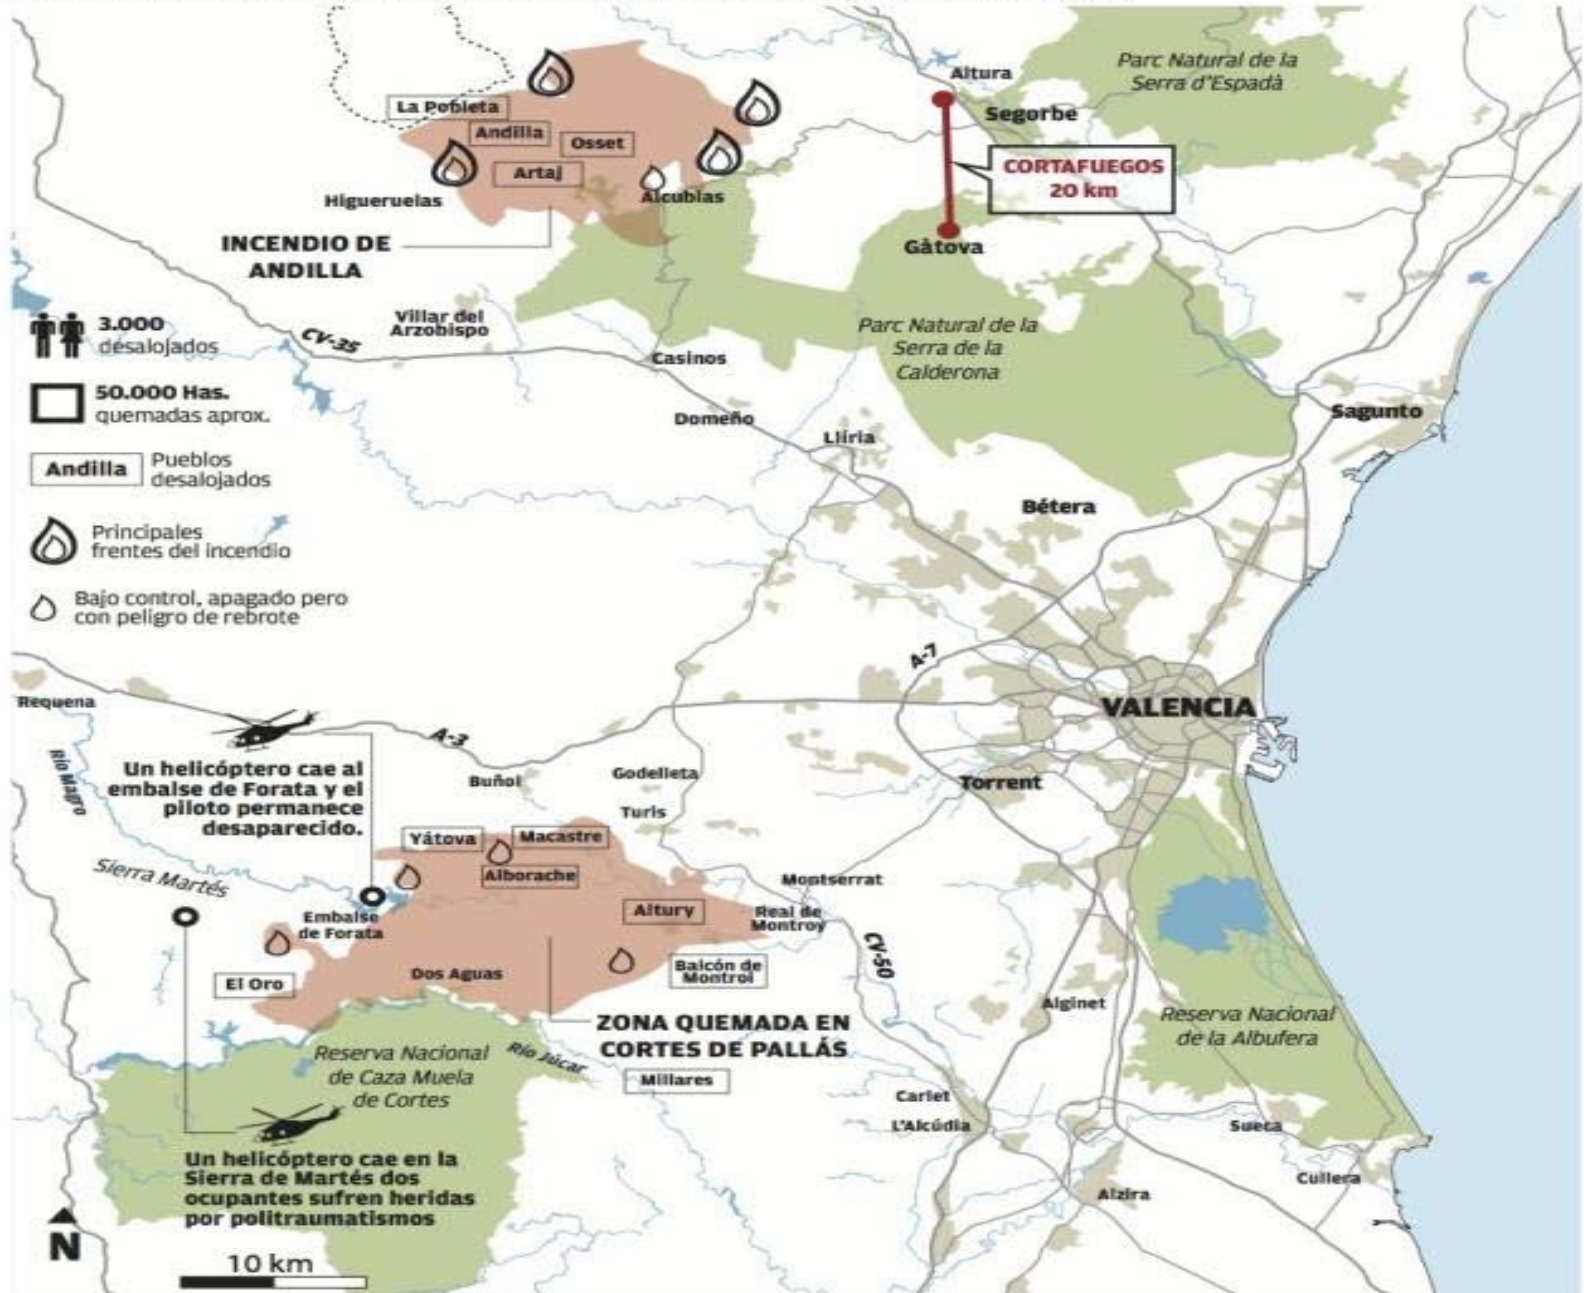 Altura
Parc Natural de la
Serra d'Espadà
La Pobleta
Segorbe
Andilla
Osset
Artaj
CORTAFUEGOS
20 km
Higueruelas
Alcublas
INCENDIO DE
ANDILLA
Gàtova
3.000
desalojados
Villar del
Arzobispo
CV-35
Parc Natural de la
Serra de la
Calderona
Casinos
50.000 Has.
quemadas aprox.
Domeño
Llíria
Sagunto
Andilla
Pueblos
desalojados
Bétera
Principales
frentes del incendio
Bajo control, apagado pero
con peligro de rebrote
A-7
Requena
VALENCIA
A-3
Río Magro
Un helicóptero cae al
embalse de Forata y el
piloto permanece
desaparecido.
Buñol
Godelleta
Torrent
Turis
Yátova
Macastre
Sierra Martés
Alborache
Montserrat
Altury
Real de
Montroy
Embalse
de Forata
CV-50
El Oro
Dos Aguas
Balcón de
Montroi
Alginet
ZONA QUEMADA EN
CORTES DE PALLÁS
Reserva Nacional
de la Albufera
Reserva Nacional
de Caza Muela
de Cortes
Río Júcar
Millares
Carlet
L'Alcúdia
Sueca
Un helicóptero cae en la
Sierra de Martés dos
ocupantes sufren heridas
por politraumatismos
Cullera
Alzira
N
10 km